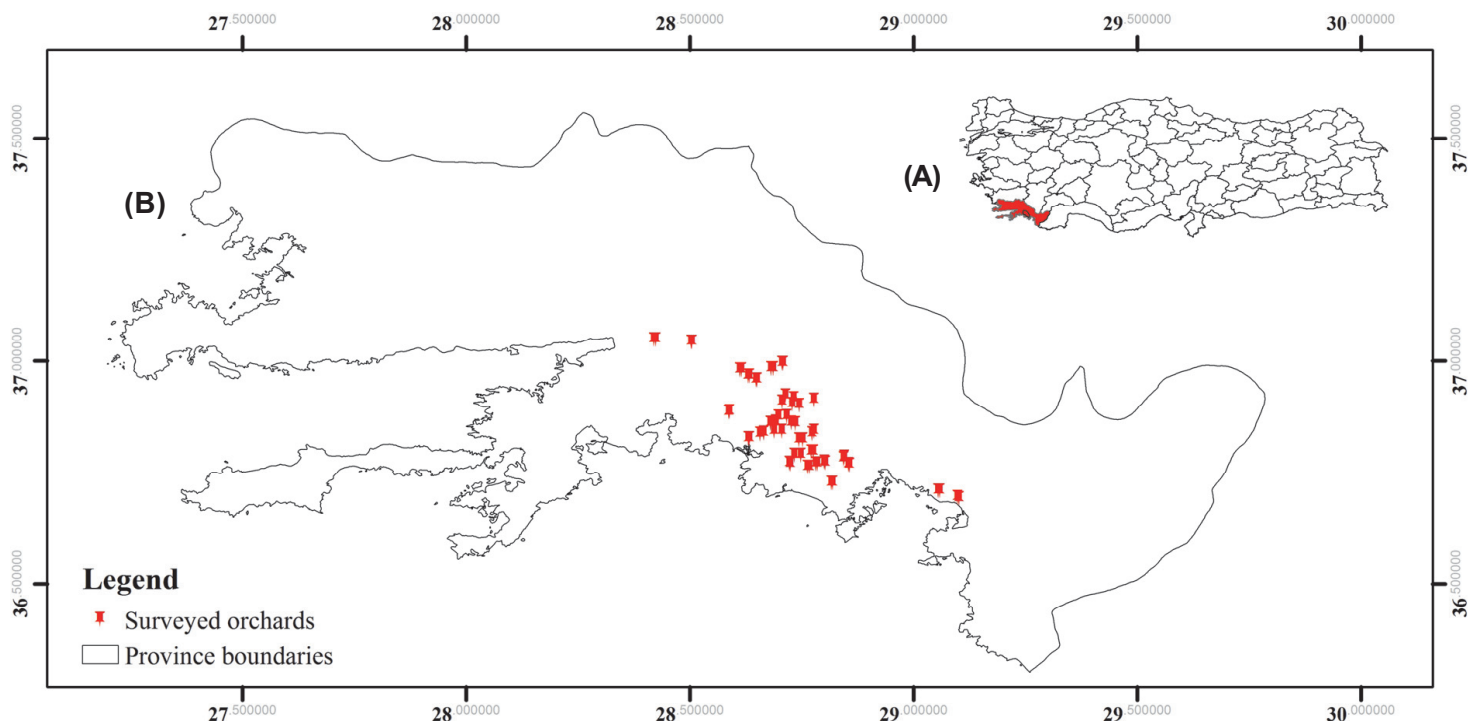 27.500000 28.000000 28.500000 29.000000 29.500000 30.000000
37.500000
37.500000
(A)
(B)
37.000000
37.000000
36.500000
36.500000
Legend
Surveyed orchards
Province boundaries
27.500000 28.000000 28.500000 29.000000 29.500000 30.000000